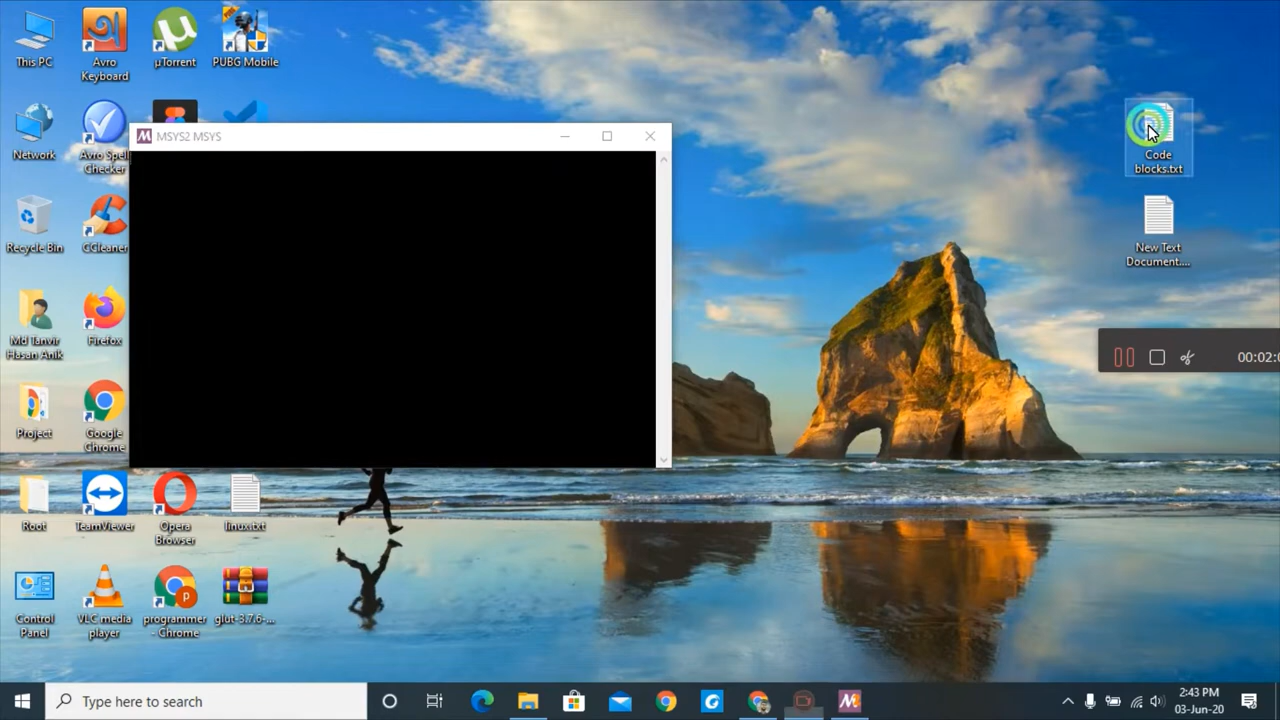 This PC
Avro
Keyboard
µTorrent
PUBG Mobile
Network
Avro Spell
Checker
MSYS2 MSYS
Code
blocks.txt
Recycle Bin
CCleaner
New Text
Document....
Md Tanvir
Hasan Anik
Firefox
00:02:0
Project
Google
Chrome
Root
TeamViewer
Opera
Browser
linux.txt
Control
Panel
VLC media
player
programmer
- Chrome
glut-3.7.6-...
Type here to search
2:43 PM
03-Jun-20